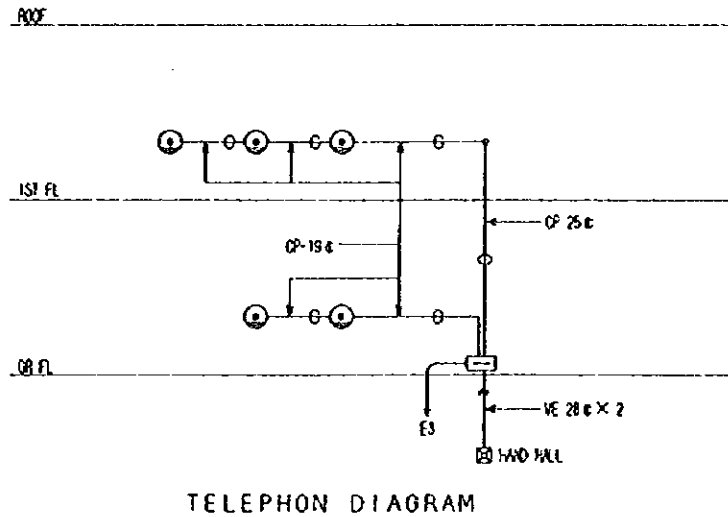 ROOF
1ST FL
CP 25¢
CP-19¢
GR FL
VE 28¢ × 2
E3
HAND HALL
TELEPHON DIAGRAM